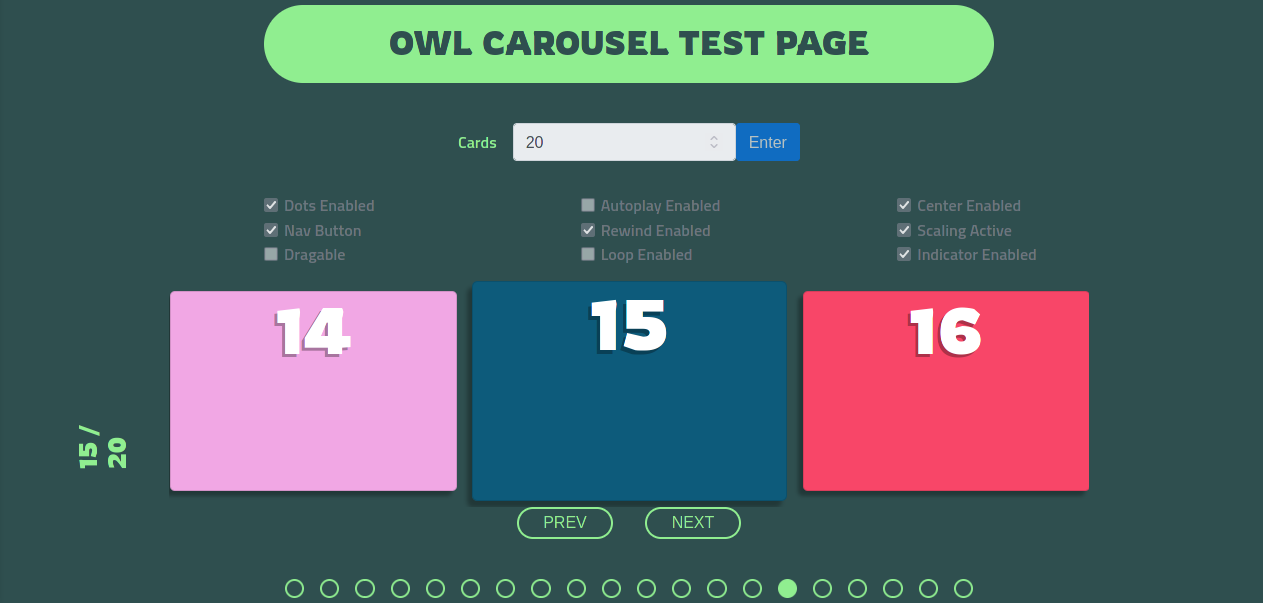 OWL CAROUSEL TEST PAGE
Cards 20 Enter
Dots Enabled Autoplay Enabled Center Enabled
Nav Button Rewind Enabled Scaling Active
Dragable Loop Enabled Indicator Enabled
14 15 16
15 /
20
PREV NEXT